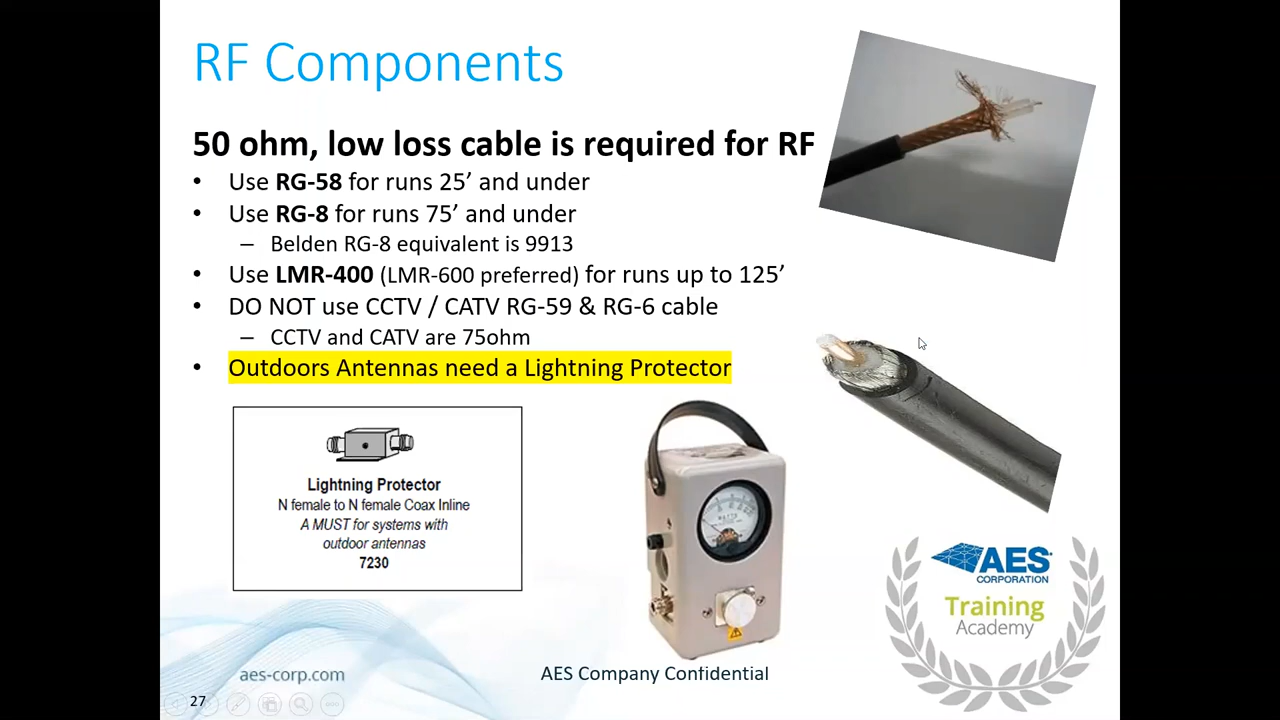 RF Components
50 ohm, low loss cable is required for RF
• Use RG-58 for runs 25’ and under
• Use RG-8 for runs 75’ and under
– Belden RG-8 equivalent is 9913
• Use LMR-400 (LMR-600 preferred) for runs up to 125’
• DO NOT use CCTV / CATV RG-59 & RG-6 cable
– CCTV and CATV are 75ohm
• Outdoors Antennas need a Lightning Protector
Lightning Protector
N female to N female Coax Inline
A MUST for systems with
outdoor antennas
7230
WATTS
AES
CORPORATION
Training
Academy
aes-corp.com
AES Company Confidential
27